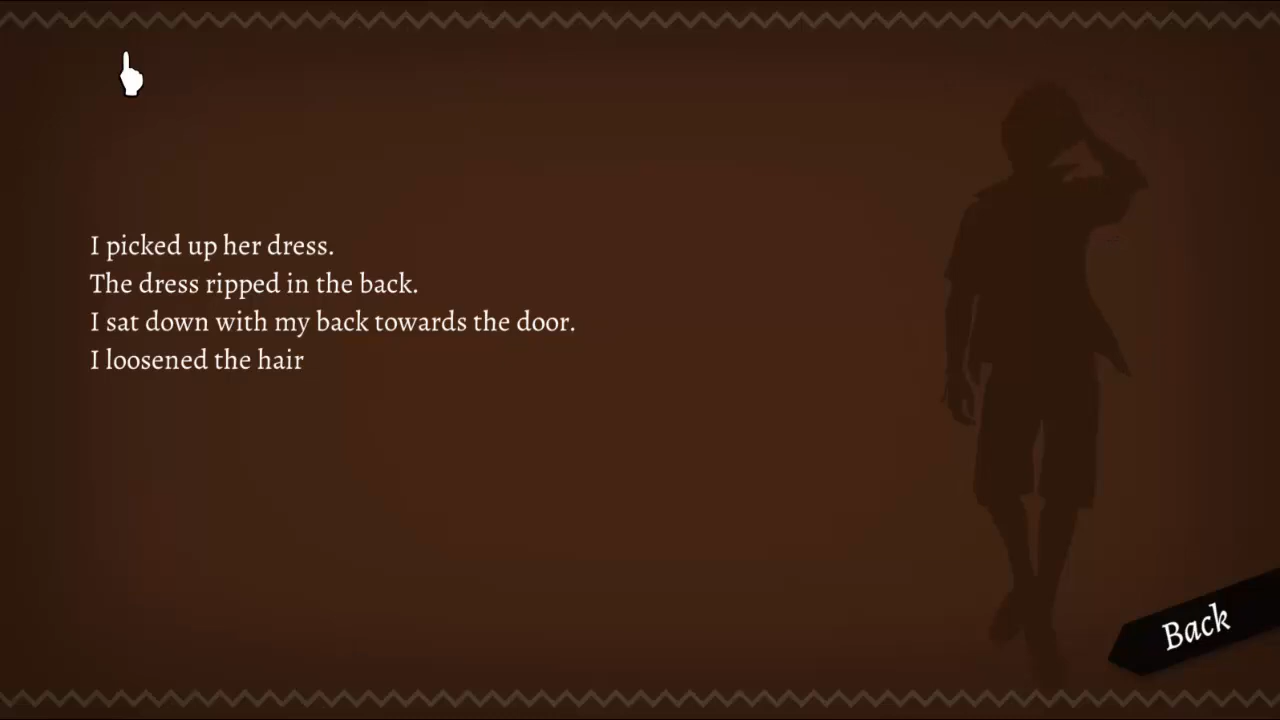 I picked up her dress.
The dress ripped in the back.
I sat down with my back towards the door.
I loosened the hair
Back